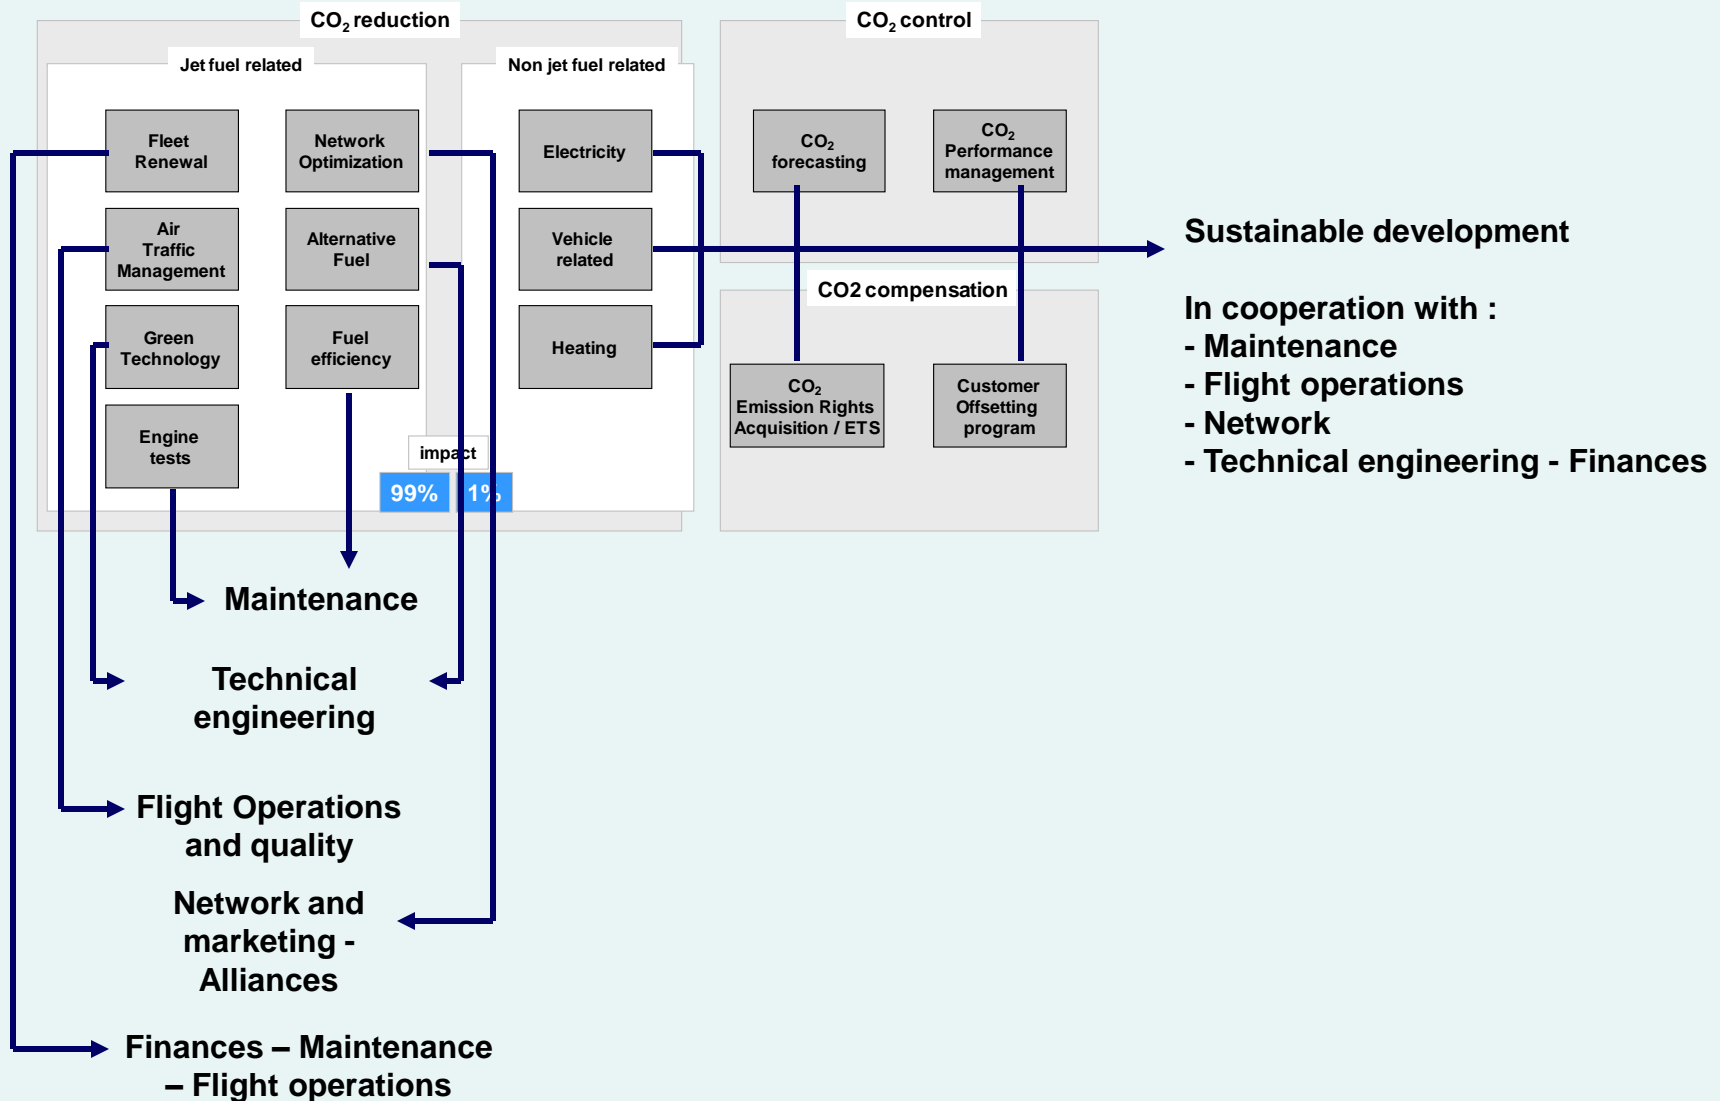 CO₂ reduction
Jet fuel related
Fleet
Renewal
Network
Optimization
Air
Traffic
Management
Alternative
Fuel
Green
Technology
Fuel
efficiency
Engine
tests
Non jet fuel related
Electricity
Vehicle
related
Heating
impact
99%
1%
CO₂ control
CO₂
forecasting
CO₂
Performance
management
CO2 compensation
CO₂
Emission Rights
Acquisition / ETS
Customer
Offsetting
program
Sustainable development
In cooperation with :
- Maintenance
- Flight operations
- Network
- Technical engineering - Finances
Maintenance
Technical
engineering
Flight Operations
and quality
Network and
marketing -
Alliances
Finances – Maintenance
– Flight operations